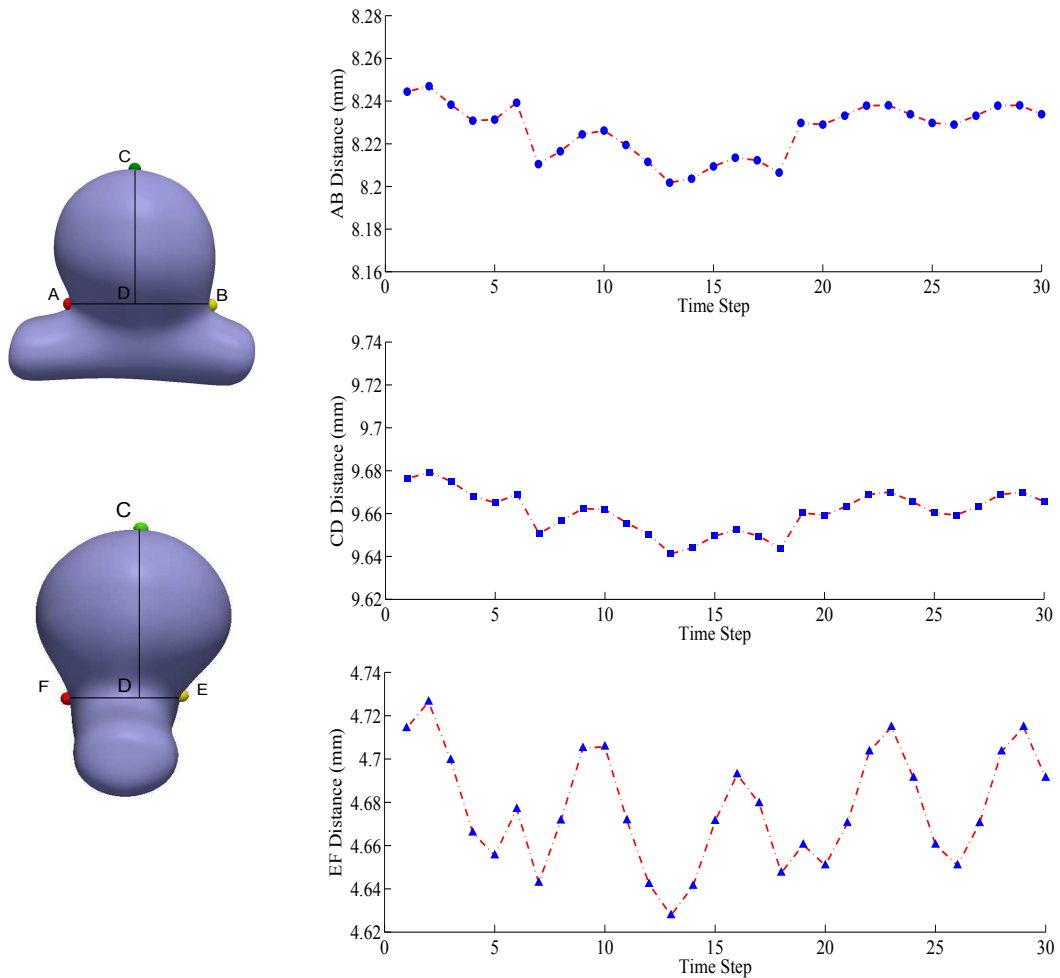 C
A
D
B
C
F
D
E
8.28
8.26
8.24
8.22
8.2
8.18
8.16
AB Distance (mm)
0 5 10 15 20 25 30
Time Step
9.74
9.72
9.7
9.68
9.66
9.64
9.62
CD Distance (mm)
0 5 10 15 20 25 30
Time Step
4.74
4.72
4.7
4.68
4.66
4.64
4.62
EF Distance (mm)
0 5 10 15 20 25 30
Time Step